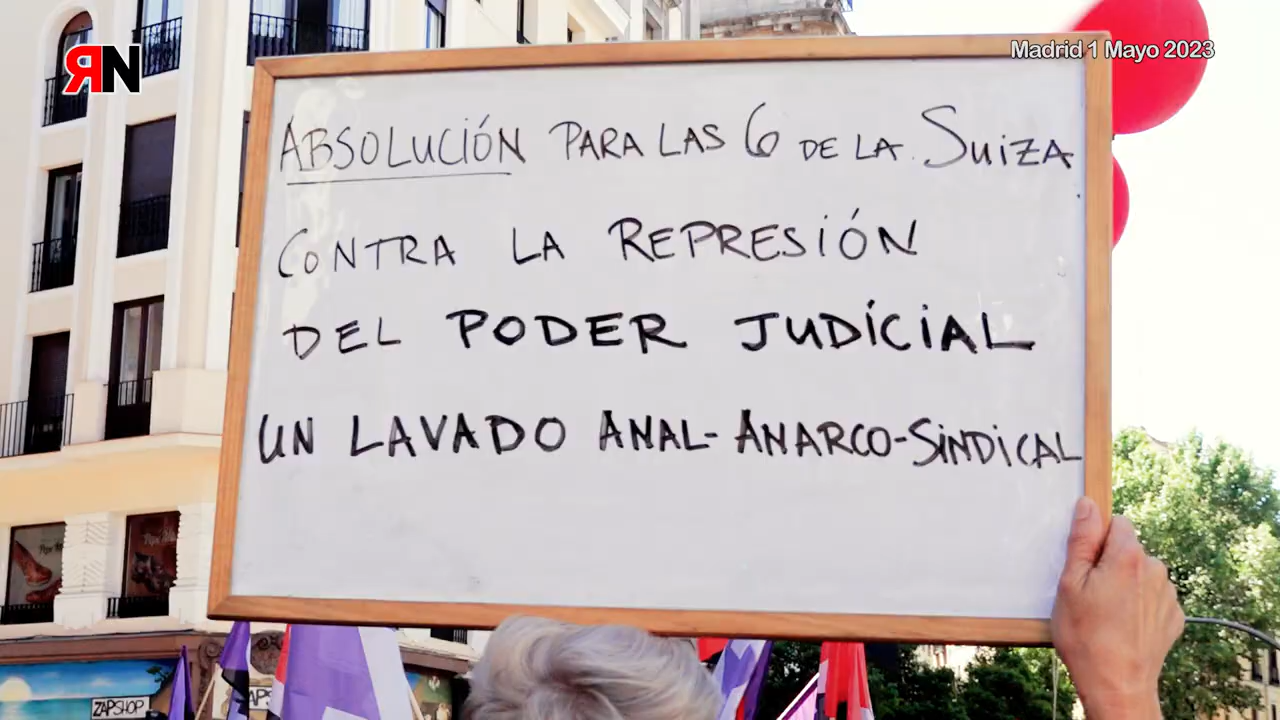 RN
Madrid 1 Mayo 2023
ABSOLUCIÓN PARA LAS 6 DE LA SUIZA
CONTRA LA REPRESIÓN
DEL PODER JUDICIAL
UN LAVADO ANAL-ANARCO-SINDICAL
ZAPSHOP